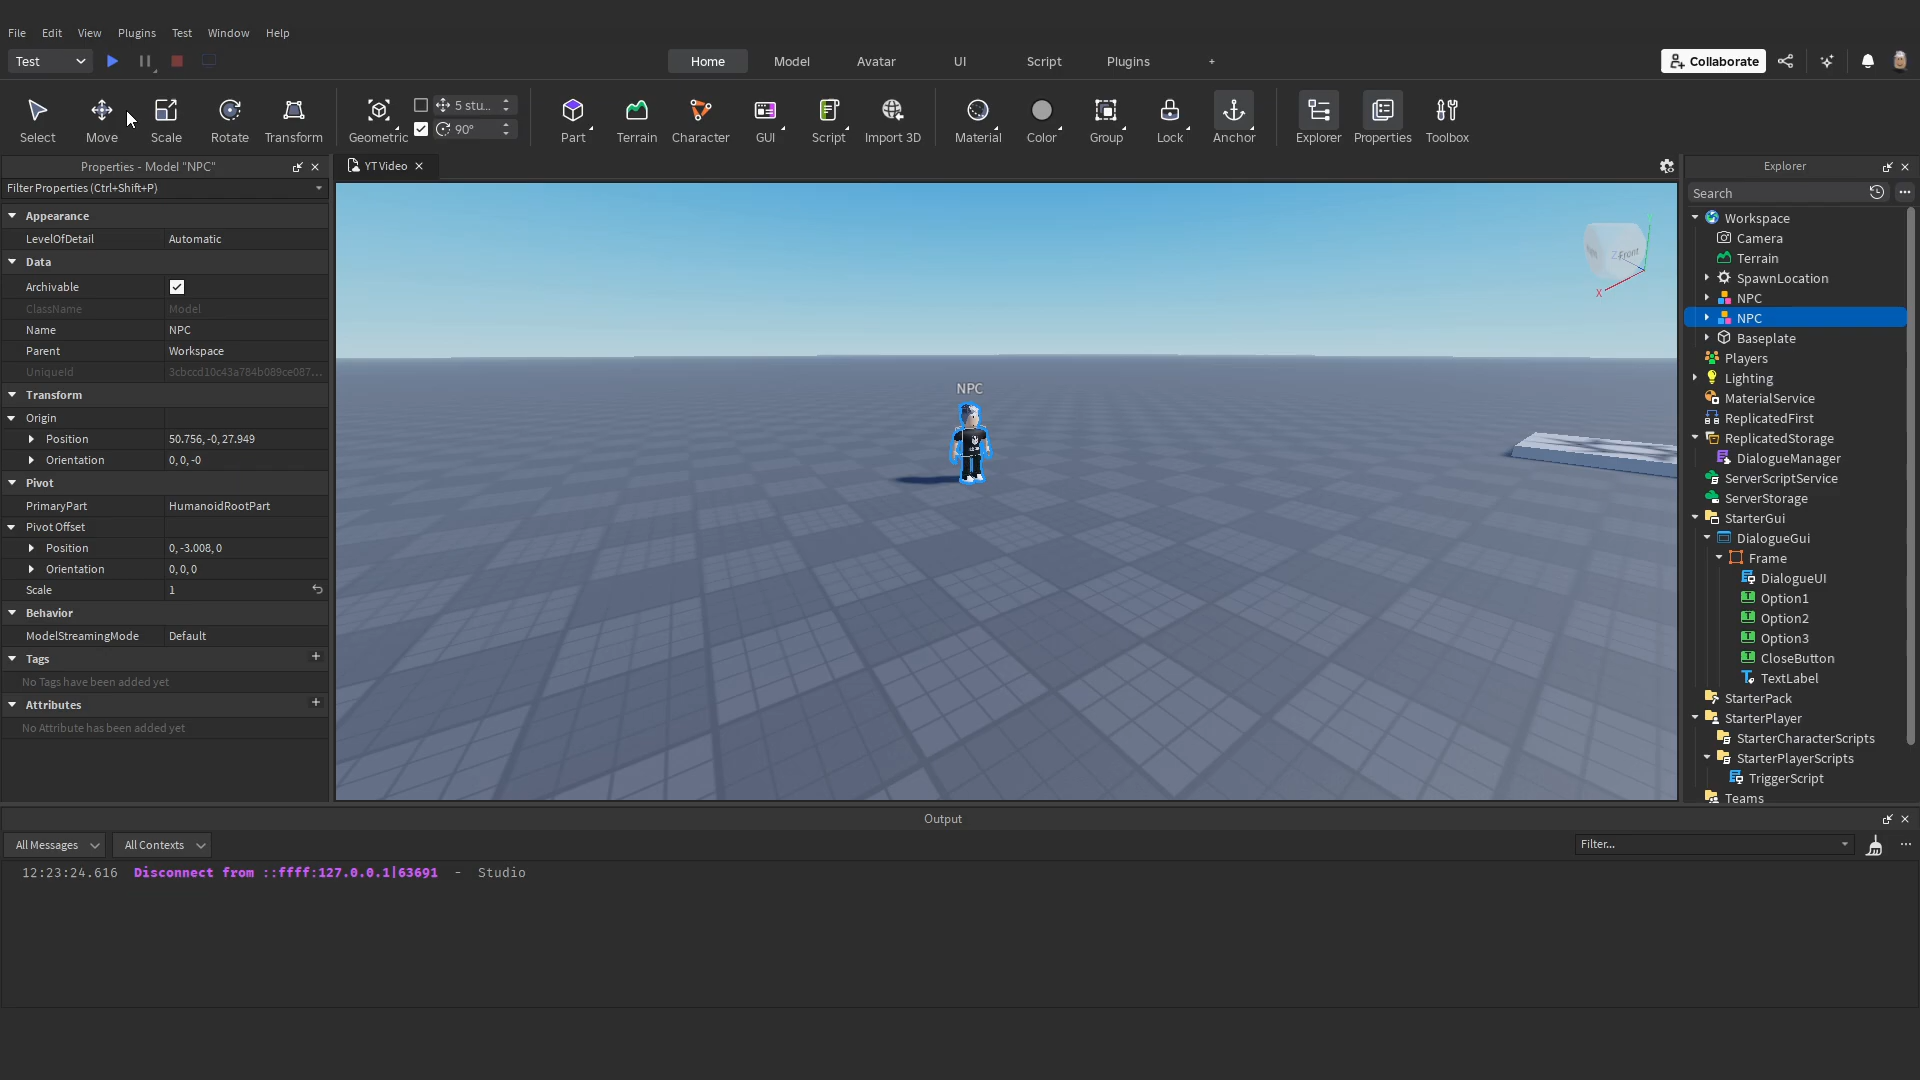 File Edit View Plugins Test Window Help
Test
Home Model Avatar UI Script Plugins +
Collaborate
5 stu...
90°
Select Move Scale Rotate Transform Geometric Part Terrain Character GUI Script Import 3D Material Color Group Lock Anchor Explorer Properties Toolbox
Properties - Model "NPC"
Filter Properties (Ctrl+Shift+P)
Appearance
LevelOfDetail Automatic
Data
Archivable
ClassName Model
Name NPC
Parent Workspace
UniqueId 3cbccd10c43a784b089ce087...
Transform
Origin
Position 50.756, -0, 27.949
Orientation 0, 0, -0
Pivot
PrimaryPart HumanoidRootPart
Pivot Offset
Position 0, -3.008, 0
Orientation 0, 0, 0
Scale 1
Behavior
ModelStreamingMode Default
Tags
No Tags have been added yet
Attributes
No Attribute has been added yet
YT Video
NPC
Z Front
X
Explorer
Search
Workspace
Camera
Terrain
SpawnLocation
NPC
NPC
Baseplate
Players
Lighting
MaterialService
ReplicatedFirst
ReplicatedStorage
DialogueManager
ServerScriptService
ServerStorage
StarterGui
DialogueGui
Frame
DialogueUI
Option1
Option2
Option3
CloseButton
TextLabel
StarterPack
StarterPlayer
StarterCharacterScripts
StarterPlayerScripts
TriggerScript
Teams
Output
All Messages All Contexts Filter...
12:23:24.616 Disconnect from ::ffff:127.0.0.1|63691 - Studio